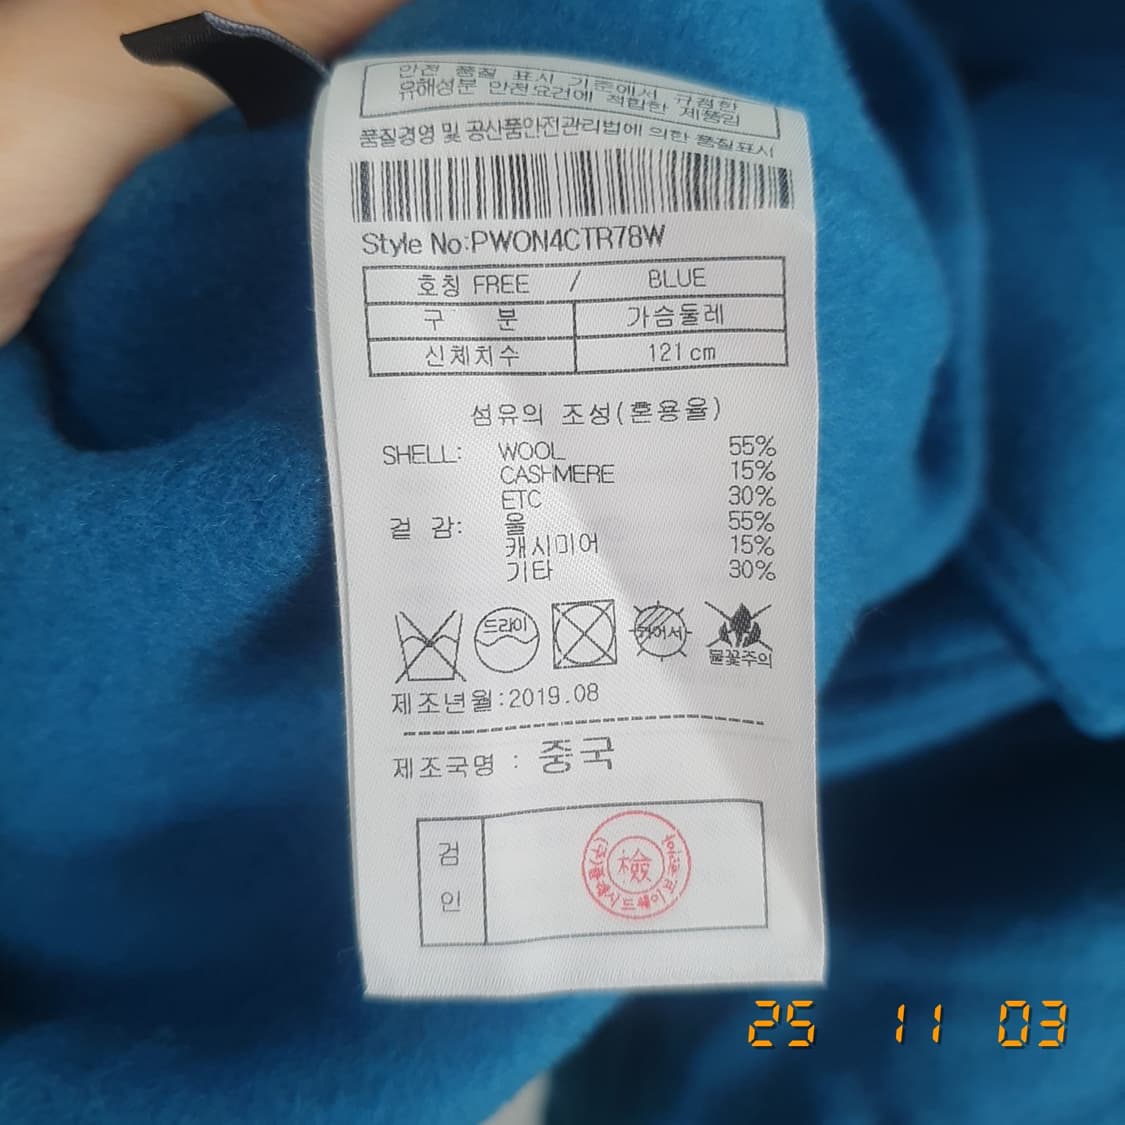 안전 품질 표시 기준에서 규정한
유해성분 안전요건에 적합한 제품임
품질경영 및 공산품안전관리법에 의한 품질표시
Style No:PWON4CTR78W
호칭 FREE / BLUE
구 분 가슴둘레
신체치수 121cm
섬유의 조성(혼용율)
SHELL: WOOL 55%
CASHMERE 15%
ETC 30%
겉 감: 울 55%
캐시미어 15%
기타 30%
드라이
뉘어서
불꽃주의
제조년월:2019.08
제조국명 : 중국
검
인
檢
25 11 03